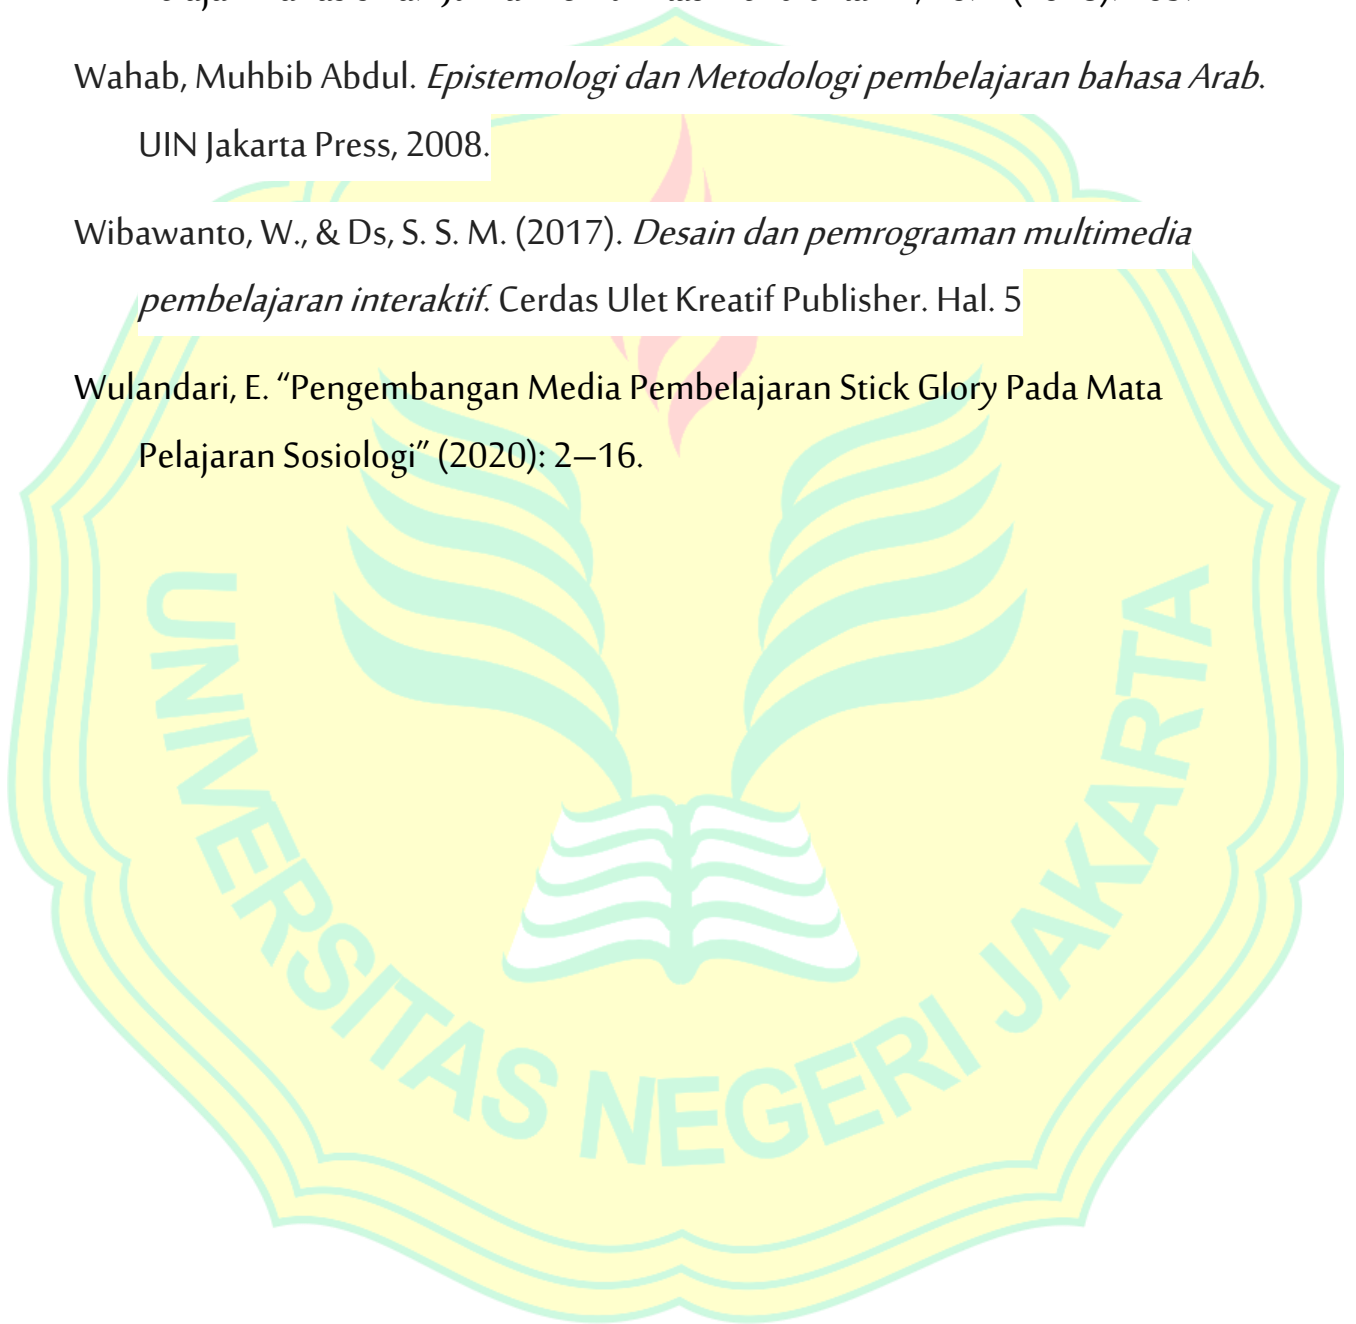 Wahab, Muhbib Abdul. Epistemologi dan Metodologi pembelajaran bahasa Arab.
UIN Jakarta Press, 2008.
Wibawanto, W., & Ds, S. S. M. (2017). Desain dan pemrograman multimedia
pembelajaran interaktif. Cerdas Ulet Kreatif Publisher. Hal. 5
Wulandari, E. “Pengembangan Media Pembelajaran Stick Glory Pada Mata
Pelajaran Sosiologi” (2020): 2–16.
UNIVERSITAS NEGERI JAKARTA